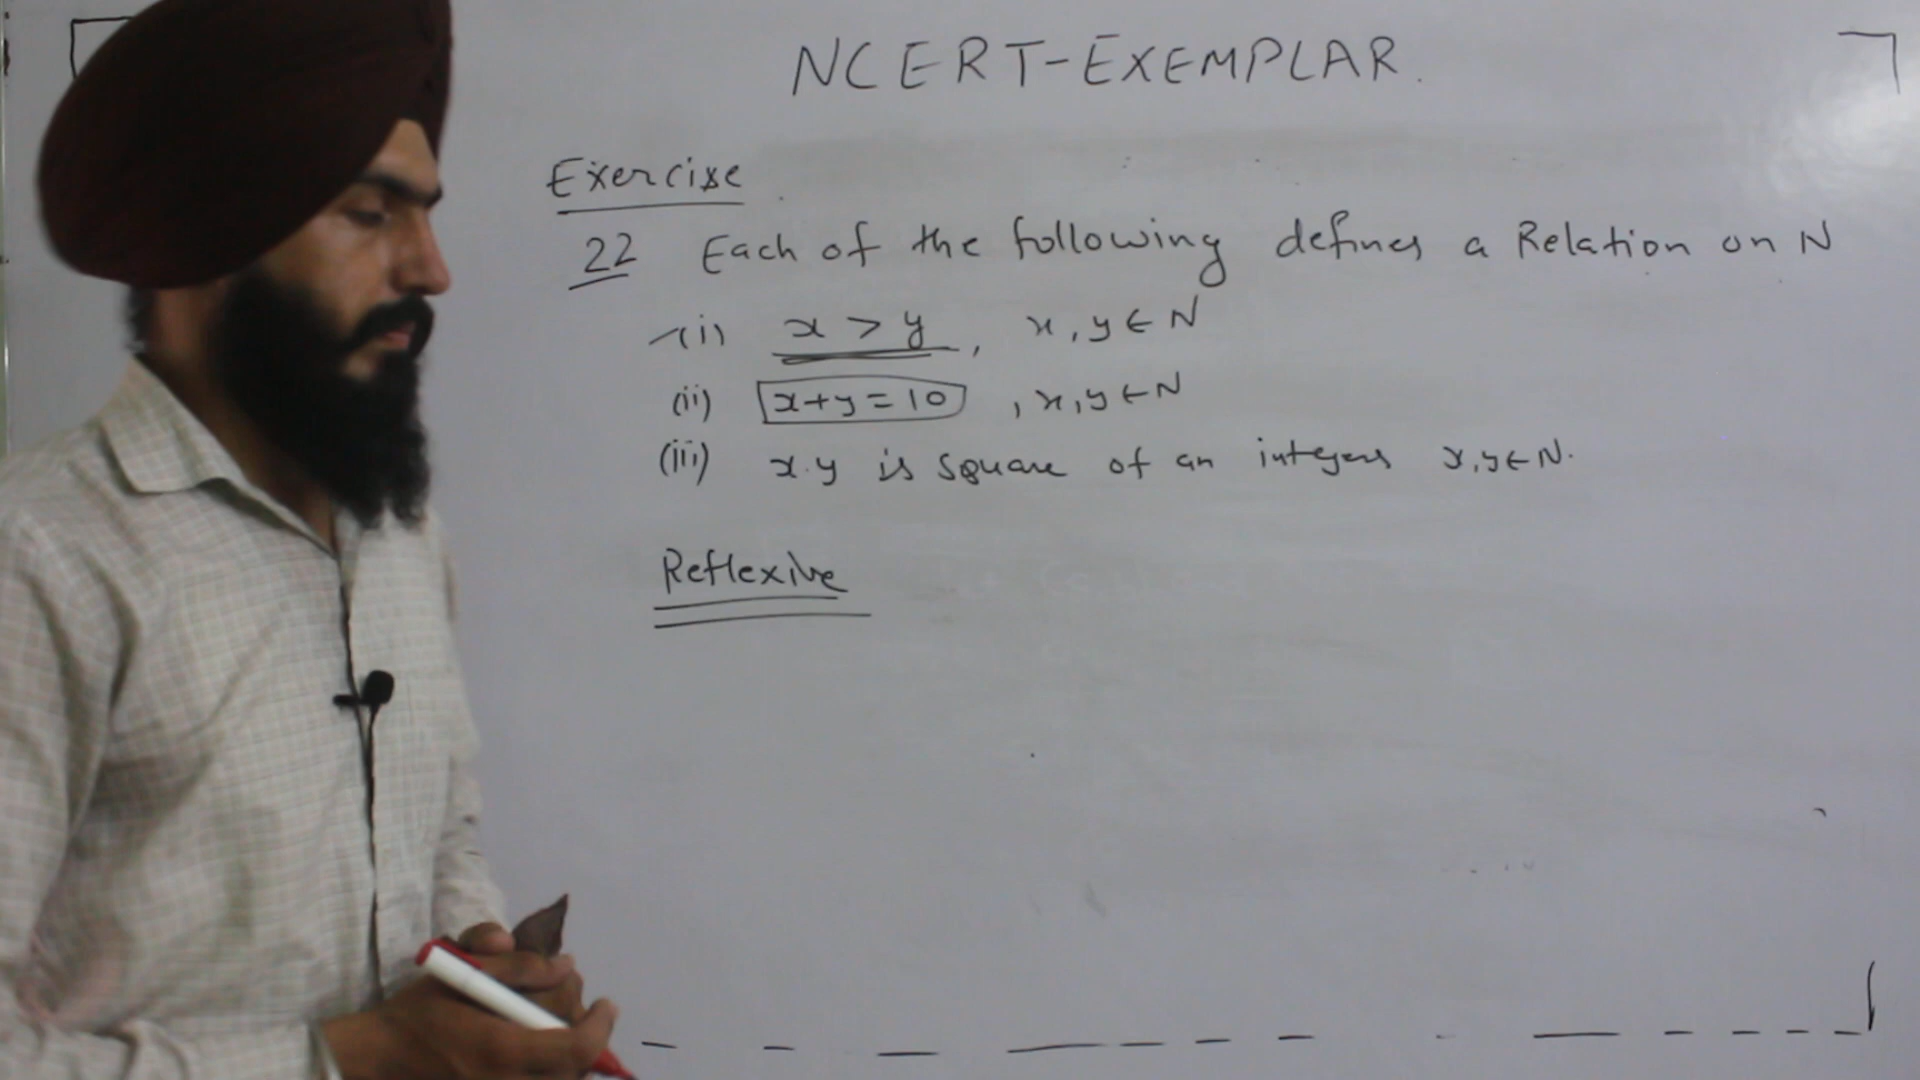 NCERT-EXEMPLAR.
Exercise
22 Each of the following defines a Relation on N
(i) x > y, x, y ∈ N
(ii) x+y=10, x,y ∈ N
(iii) x.y is square of an integers x,y ∈ N.
Reflexive